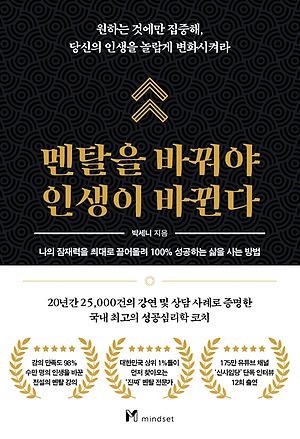 원하는 것에만 집중해,
당신의 인생을 놀랍게 변화시켜라
멘탈을 바꿔야
인생이 바뀐다
박세니 지음
나의 잠재력을 최대로 끌어올려 100% 성공하는 삶을 사는 방법
20년간 25,000건의 강연 및 상담 사례로 증명한
국내 최고의 성공심리학 코치
강의 만족도 98%
수만 명의 인생을 바꾼
전설의 멘탈 강의
대한민국 상위 1%들이
먼저 찾아오는
'진짜' 멘탈 전문가
175만 유튜브 채널
'신사임당' 단독 인터뷰
12회 출연
mindset